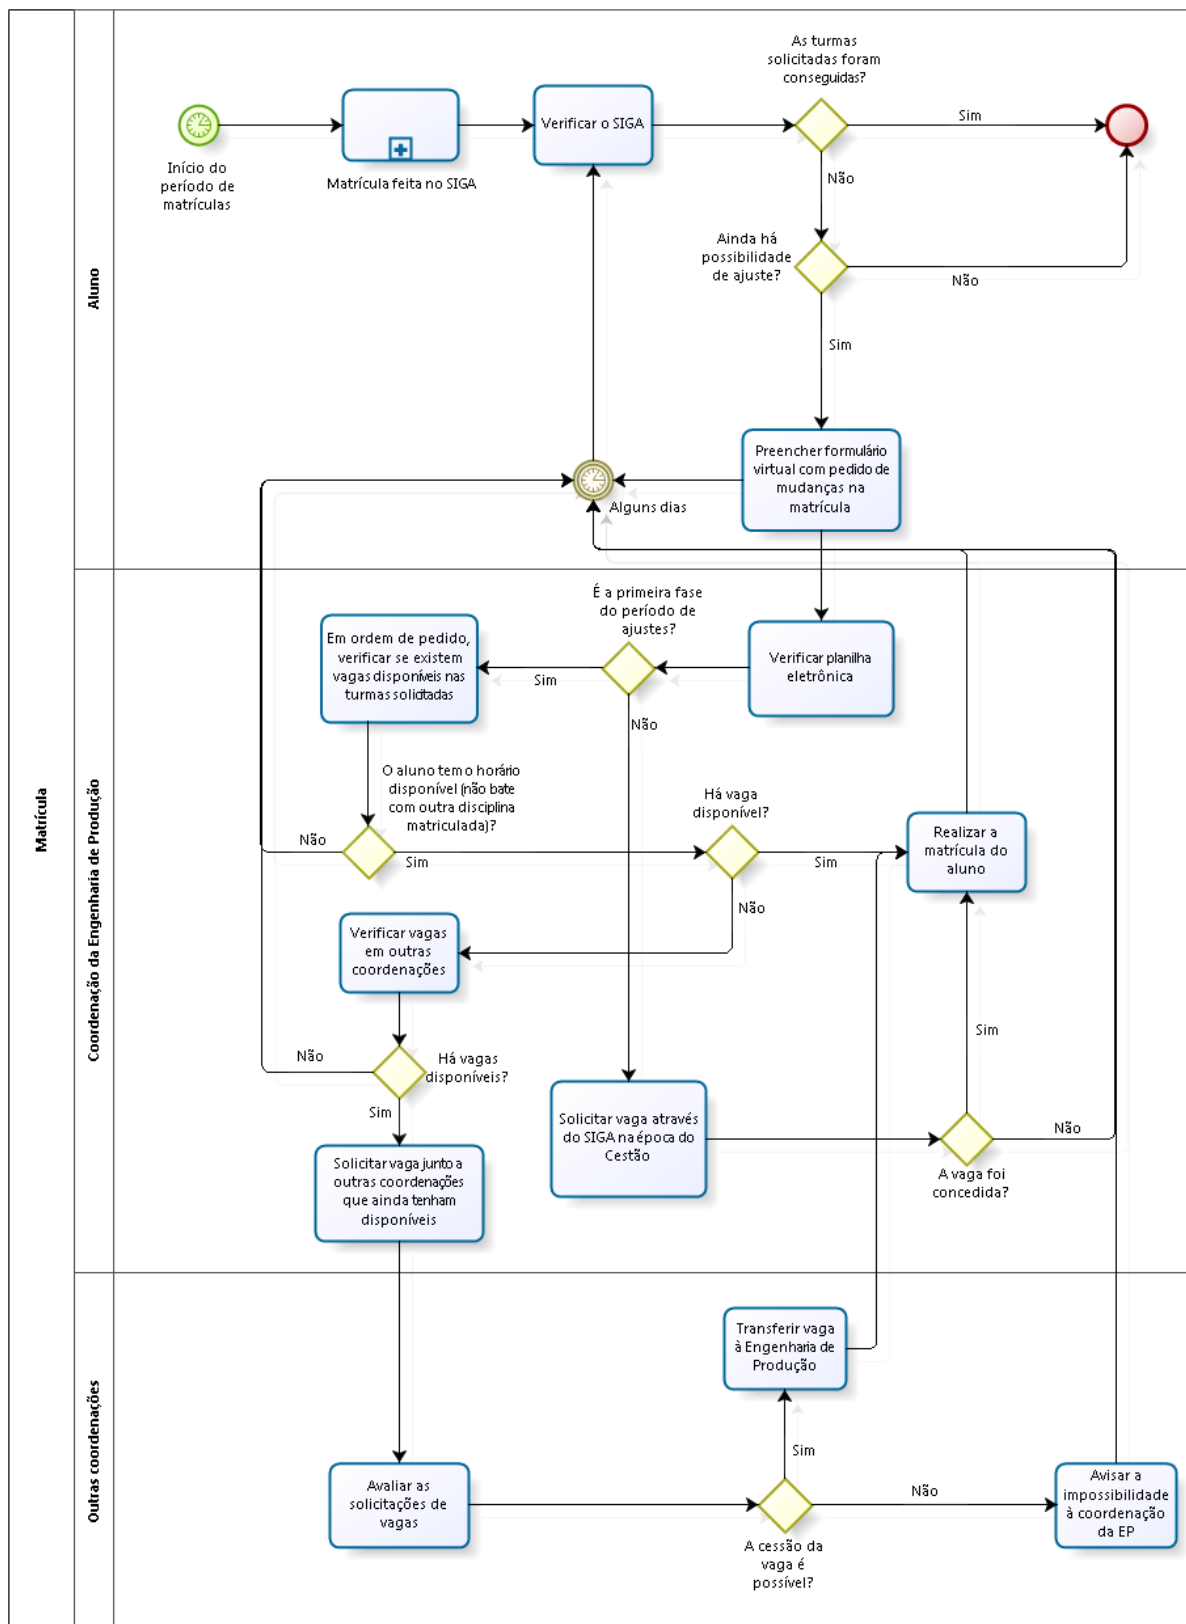 Matrícula
Aluno
As turmas
solicitadas foram
conseguidas?
Início do
período de
matrículas
Matrícula feita no SIGA
Verificar o SIGA
Sim
Não
Ainda há
possibilidade
de ajuste?
Não
Sim
Preencher formulário
virtual com pedido de
mudanças na
matrícula
Alguns dias
Coordenação da Engenharia de Produção
É a primeira fase
do período de
ajustes?
Em ordem de pedido,
verificar se existem
vagas disponíveis nas
turmas solicitadas
Sim
Verificar planilha
eletrônica
Não
O aluno tem o horário
disponível (não bate
com outra disciplina
matriculada)?
Há vaga
disponível?
Não
Sim
Sim
Realizar a
matrícula do
aluno
Não
Verificar vagas
em outras
coordenações
Não
Há vagas
disponíveis?
Sim
Sim
Solicitar vaga através
do SIGA na época do
Cestão
Não
A vaga foi
concedida?
Solicitar vaga junto a
outras coordenações
que ainda tenham
disponíveis
Outras coordenações
Transferir vaga
à Engenharia de
Produção
Sim
Avaliar as
solicitações de
vagas
Não
A cessão da
vaga é
possível?
Avisar a
impossibilidade
à coordenação
da EP